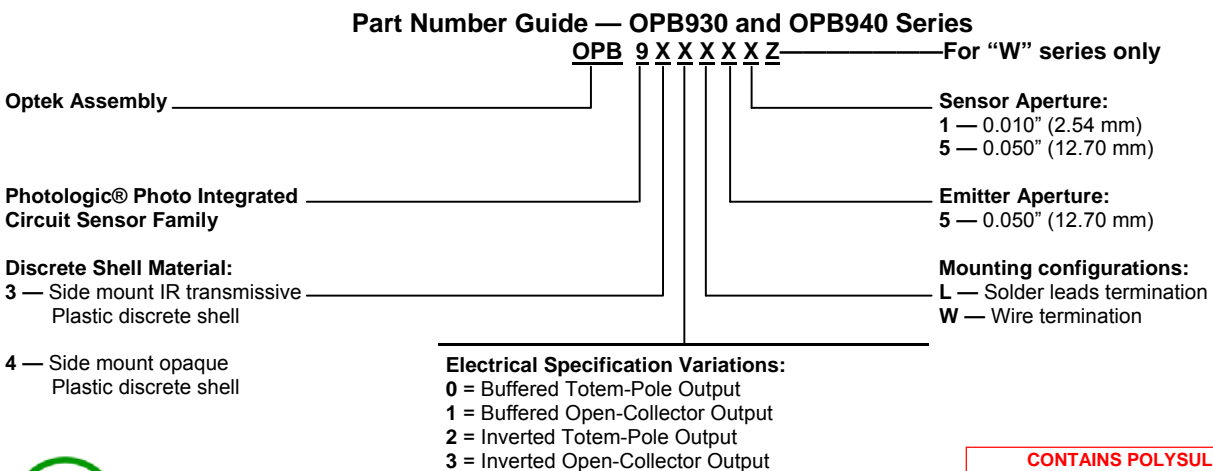 Part Number Guide — OPB930 and OPB940 Series
OPB 9 X X X X X Z
For “W” series only
Optek Assembly
Photologic® Photo Integrated
Circuit Sensor Family
Discrete Shell Material:
3 — Side mount IR transmissive
Plastic discrete shell
4 — Side mount opaque
Plastic discrete shell
Electrical Specification Variations:
0 = Buffered Totem-Pole Output
1 = Buffered Open-Collector Output
2 = Inverted Totem-Pole Output
3 = Inverted Open-Collector Output
Sensor Aperture:
1 — 0.010” (2.54 mm)
5 — 0.050” (12.70 mm)
Emitter Aperture:
5 — 0.050” (12.70 mm)
Mounting configurations:
L — Solder leads termination
W — Wire termination
CONTAINS POLYSUL